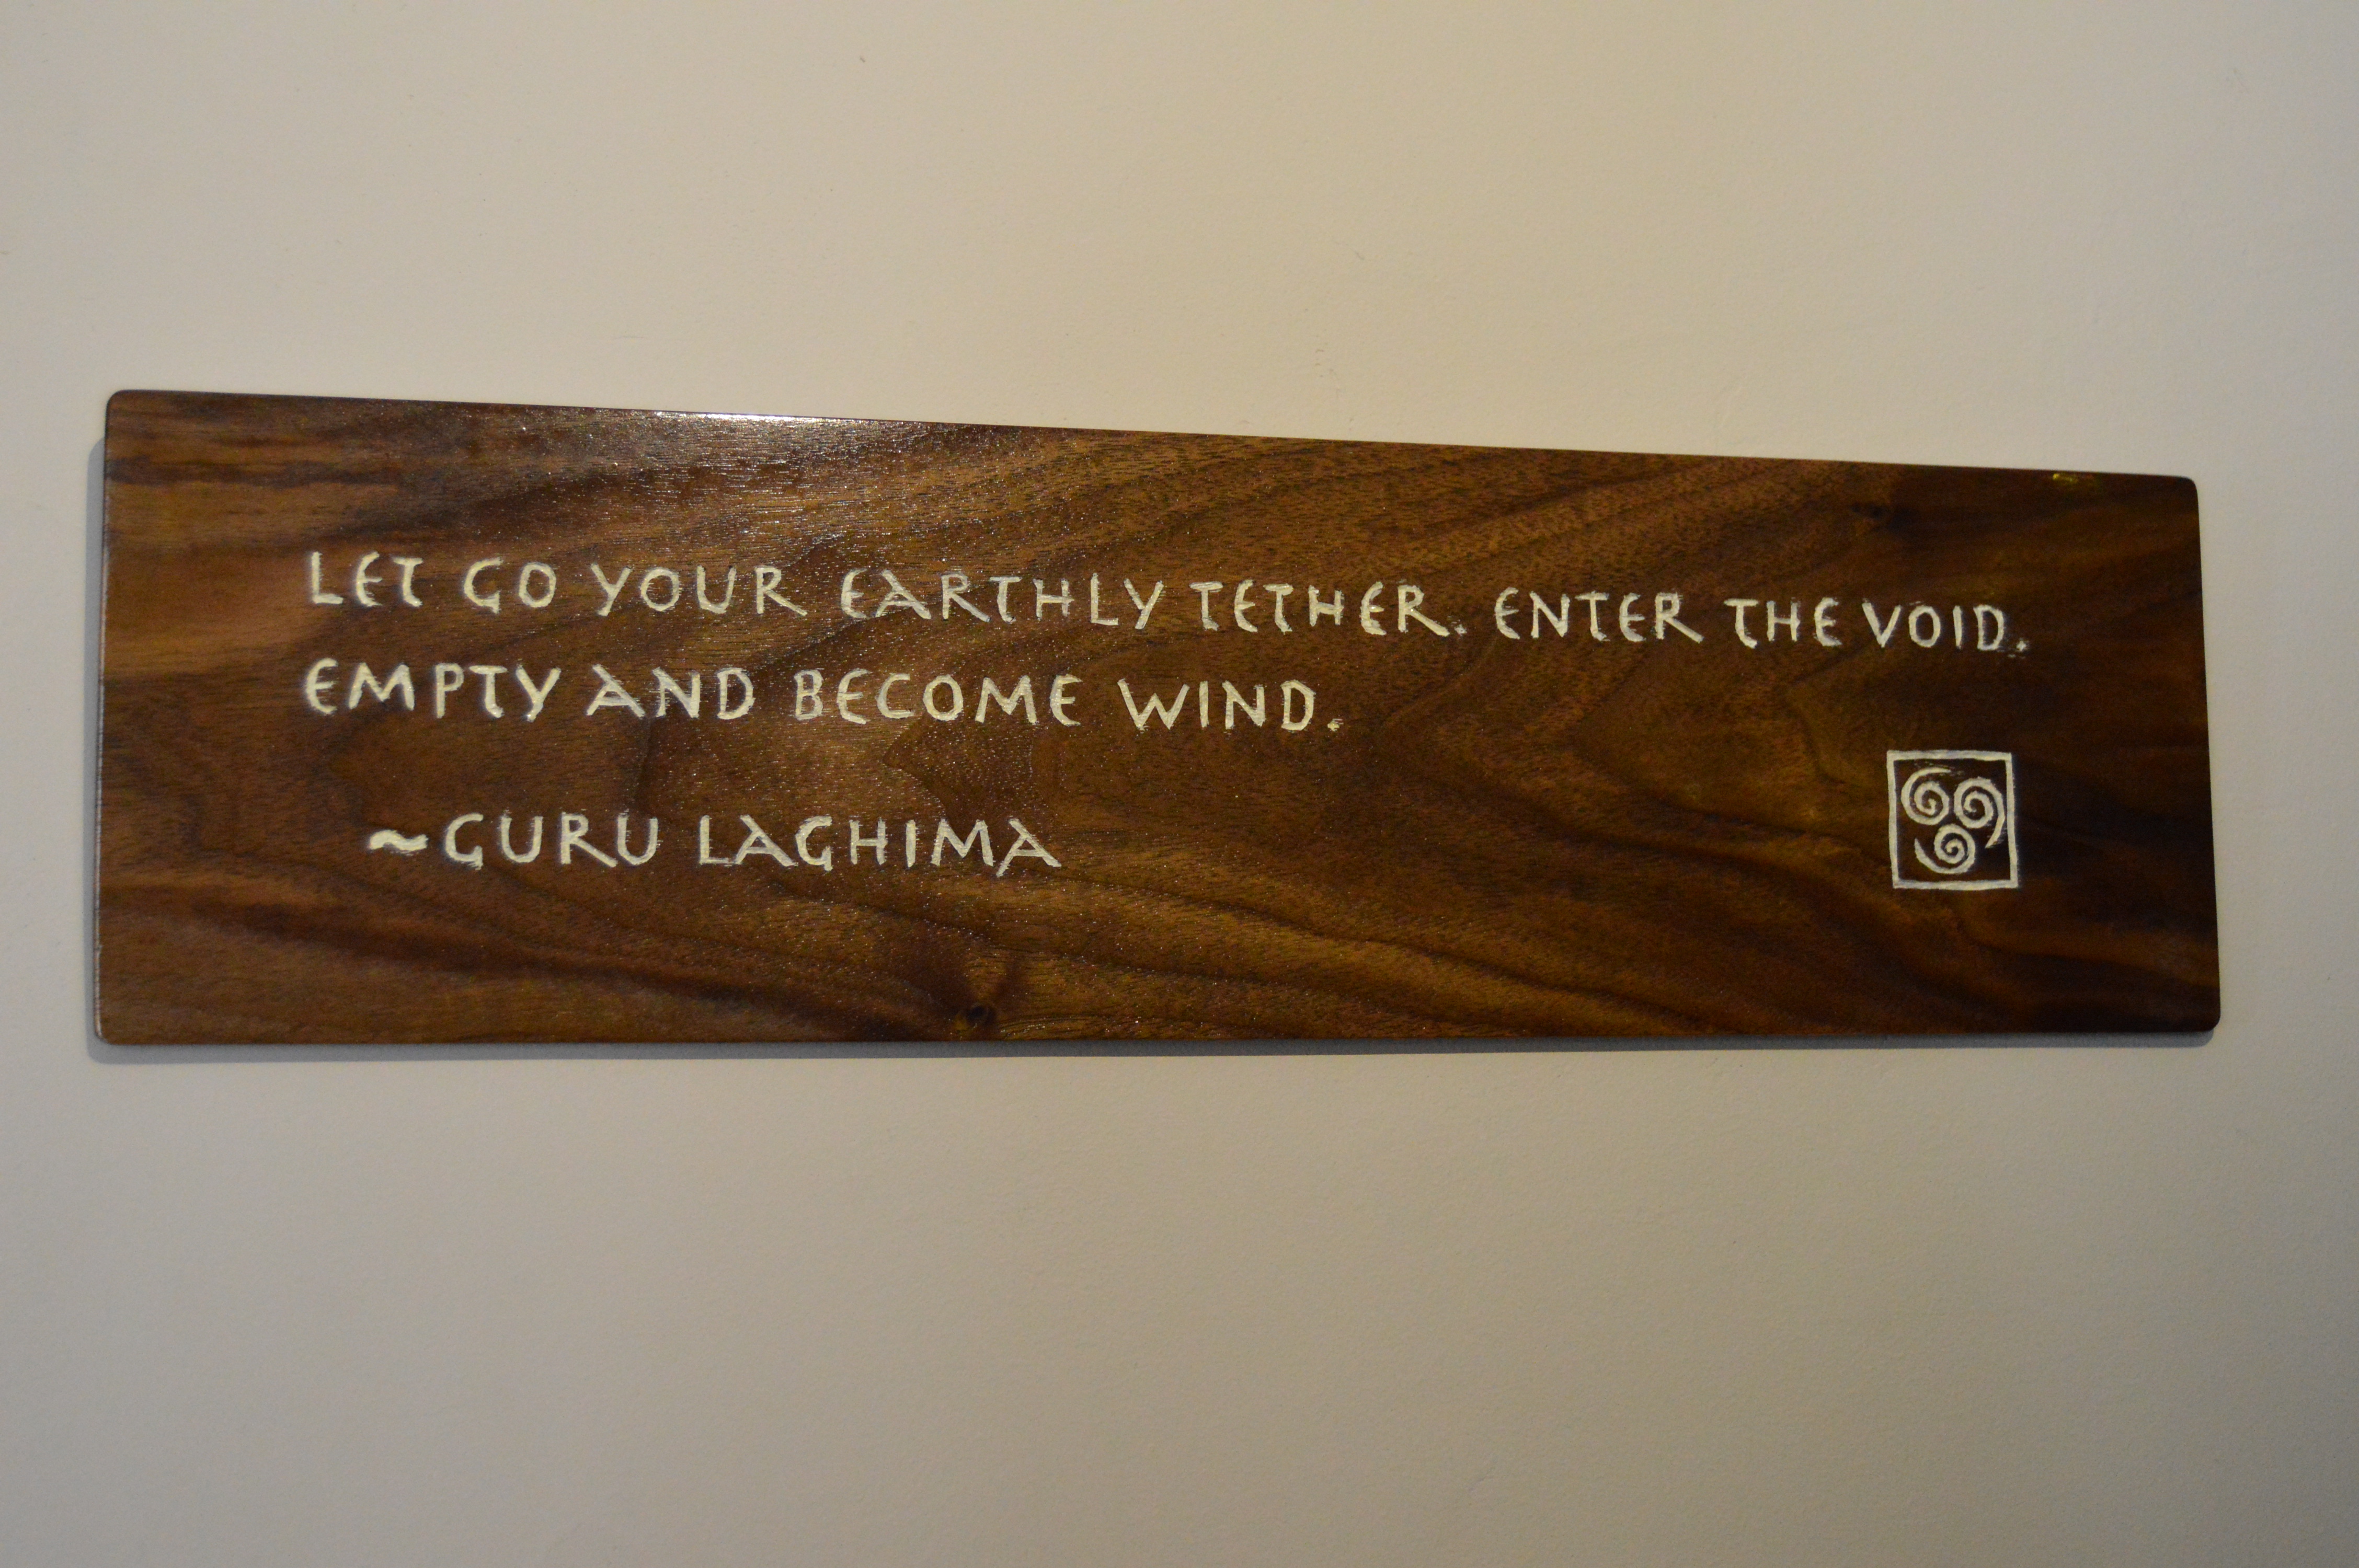 LET GO YOUR EARTHLY TETHER. ENTER THE VOID.
EMPTY AND BECOME WIND.
~GURU LAGHIMA